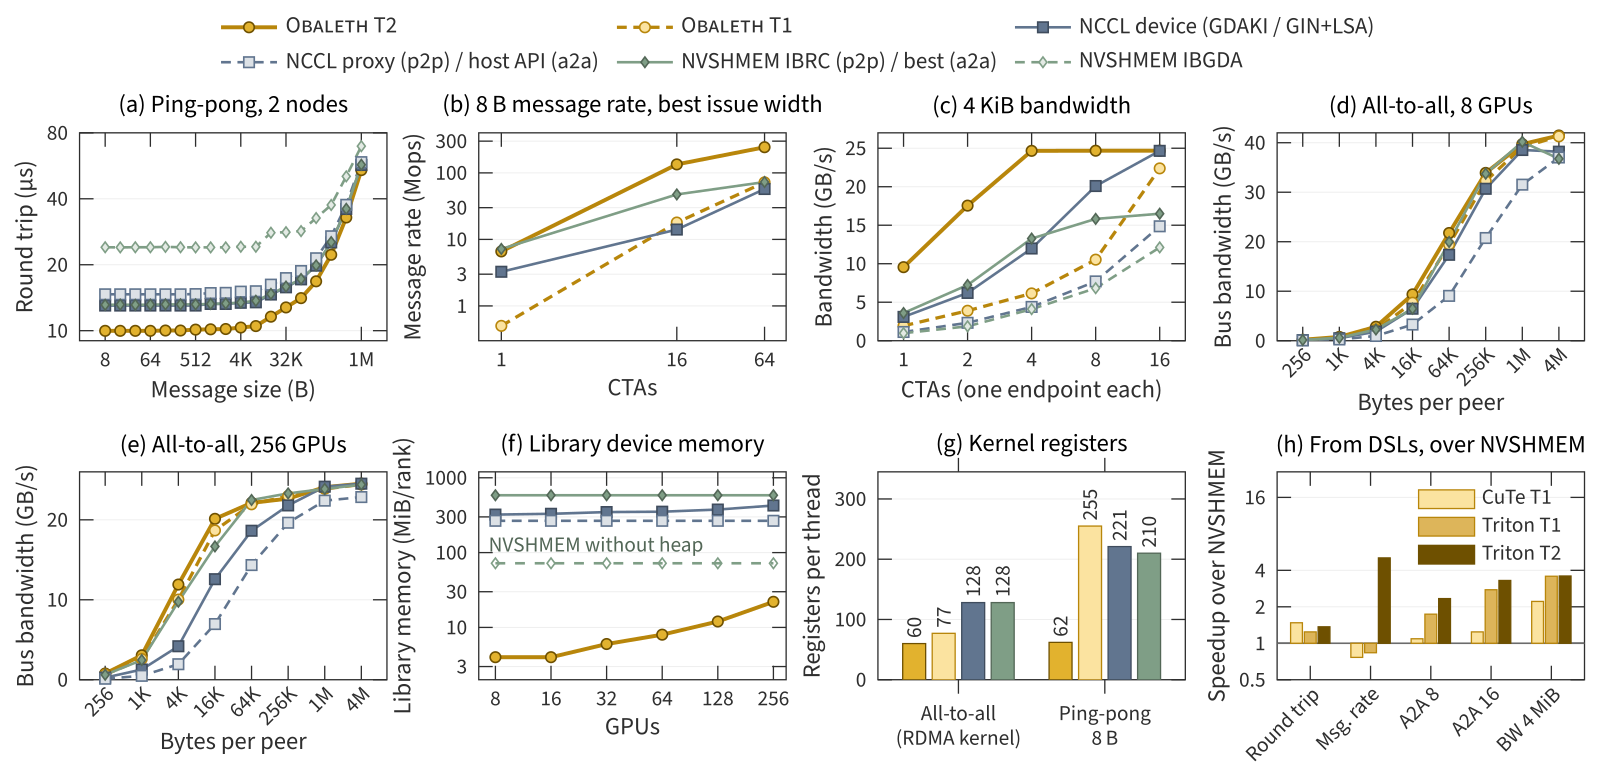 OBALETH T2
OBALETH T1
NCCL device (GDAKI / GIN+LSA)
NCCL proxy (p2p) / host API (a2a)
NVSHMEM IBRC (p2p) / best (a2a)
NVSHMEM IBGDA
(a) Ping-pong, 2 nodes
Round trip (µs)
80
40
20
10
8 64 512 4K 32K 1M
Message size (B)
(b) 8 B message rate, best issue width
Message rate (Mops)
300
100
30
10
3
1
1 16 64
CTAs
(c) 4 KiB bandwidth
Bandwidth (GB/s)
25
20
15
10
5
0
1 2 4 8 16
CTAs (one endpoint each)
(d) All-to-all, 8 GPUs
Bus bandwidth (GB/s)
40
30
20
10
0
256 1K 4K 16K 64K 256K 1M 4M
Bytes per peer
(e) All-to-all, 256 GPUs
Bus bandwidth (GB/s)
20
10
0
256 1K 4K 16K 64K 256K 1M 4M
Bytes per peer
(f) Library device memory
Library memory (MiB/rank)
1000
300
100
30
10
3
NVSHMEM without heap
8 16 32 64 128 256
GPUs
(g) Kernel registers
Registers per thread
300
200
100
0
60 77 128 128 62 255 221 210
All-to-all
(RDMA kernel)
Ping-pong
8 B
(h) From DSLs, over NVSHMEM
Speedup over NVSHMEM
16
4
2
1
0.5
CuTe T1
Triton T1
Triton T2
Round trip Msg. rate A2A 8 A2A 16 BW 4 MiB